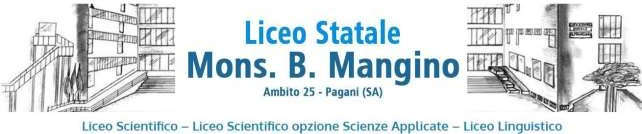 Liceo Statale
Mons. B. Mangino
Ambito 25 - Pagani (SA)
Liceo Scientifico – Liceo Scientifico opzione Scienze Applicate – Liceo Linguistico